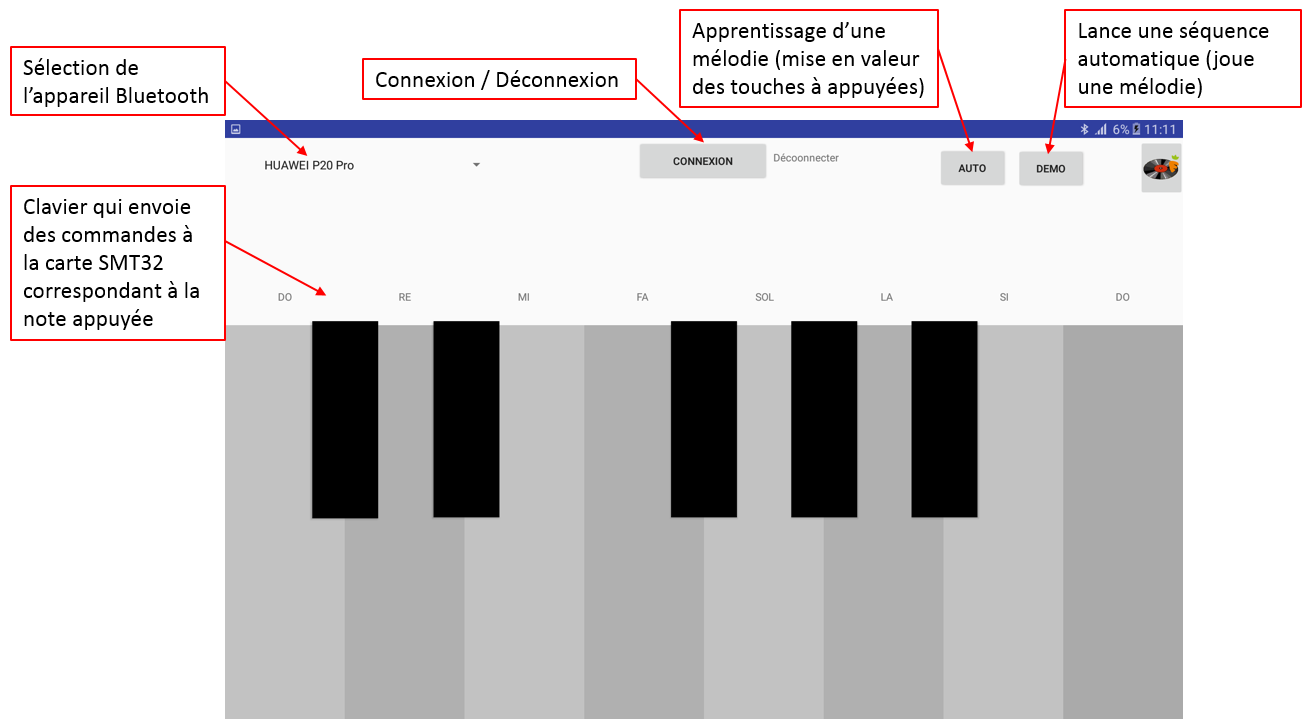 Sélection de
l'appareil Bluetooth
Connexion / Déconnexion
Apprentissage d'une
mélodie (mise en valeur
des touches à appuyées)
Lance une séquence
automatique (joue
une mélodie)
6% 11:11
HUAWEI P20 Pro
CONNEXION
Décoonnecter
AUTO
DEMO
Clavier qui envoie
des commandes à
la carte SMT32
correspondant à la
note appuyée
DO RE MI FA SOL LA SI DO